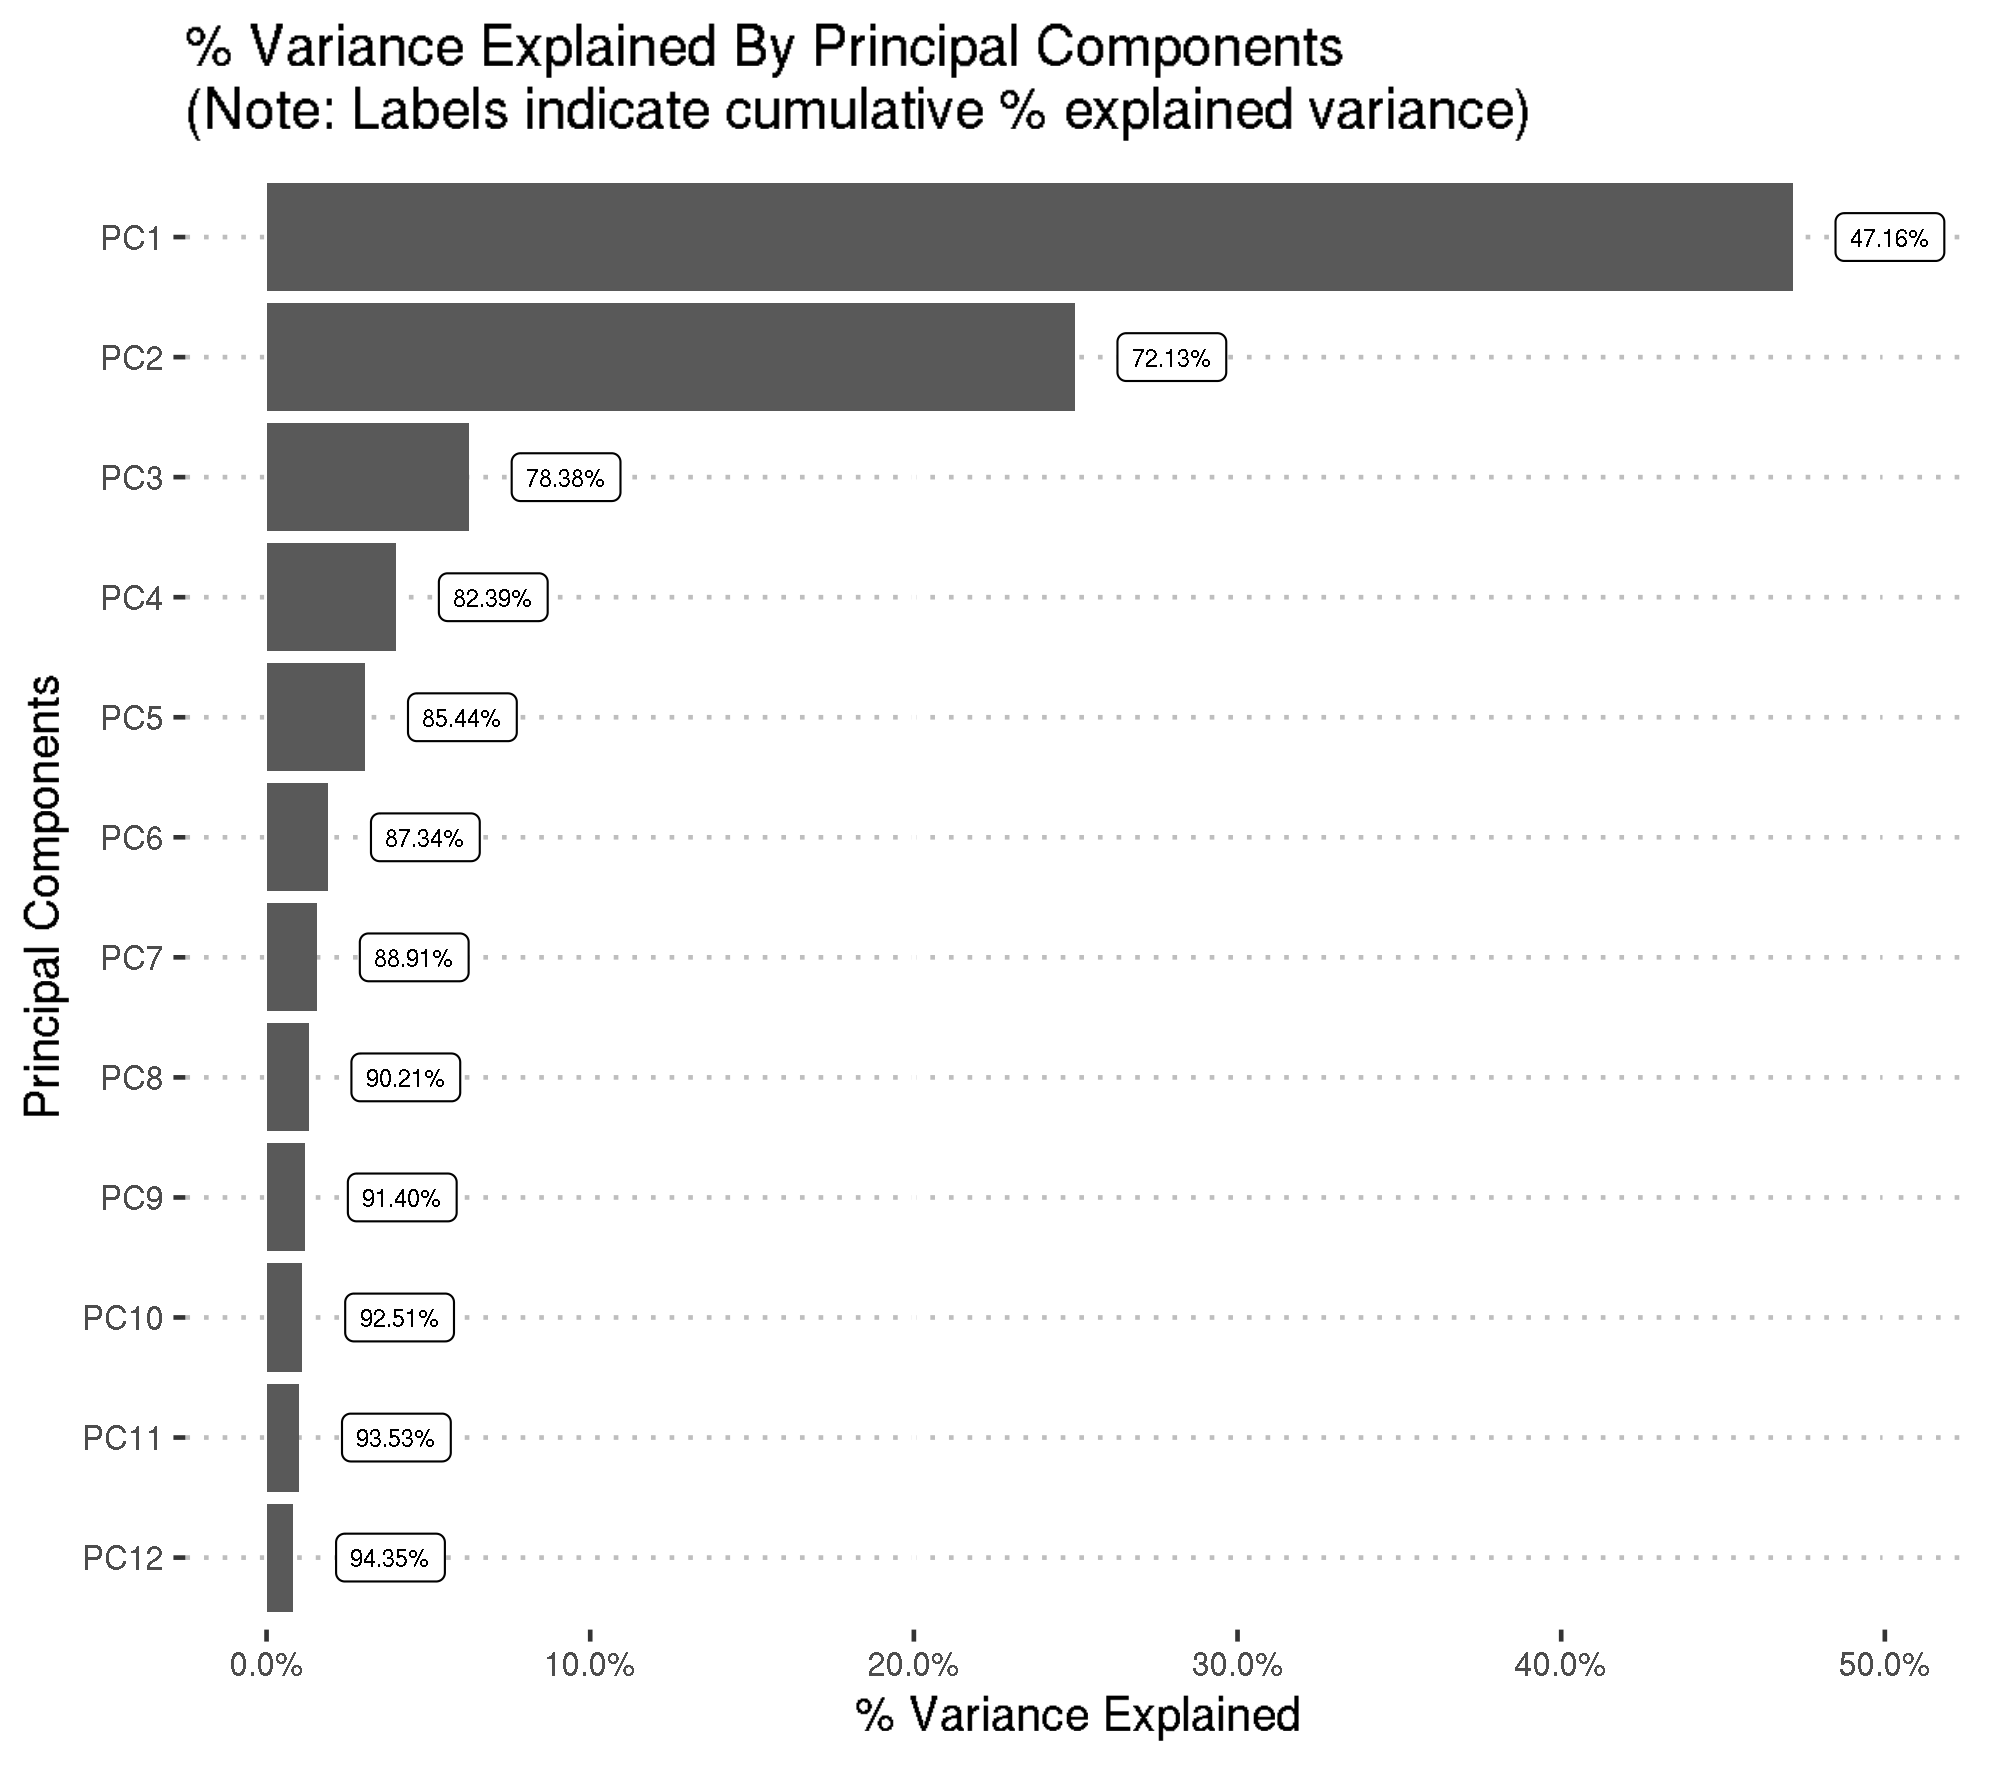 % Variance Explained By Principal Components
(Note: Labels indicate cumulative % explained variance)
Principal Components
PC1 47.16%
PC2 72.13%
PC3 78.38%
PC4 82.39%
PC5 85.44%
PC6 87.34%
PC7 88.91%
PC8 90.21%
PC9 91.40%
PC10 92.51%
PC11 93.53%
PC12 94.35%
0.0% 10.0% 20.0% 30.0% 40.0% 50.0%
% Variance Explained